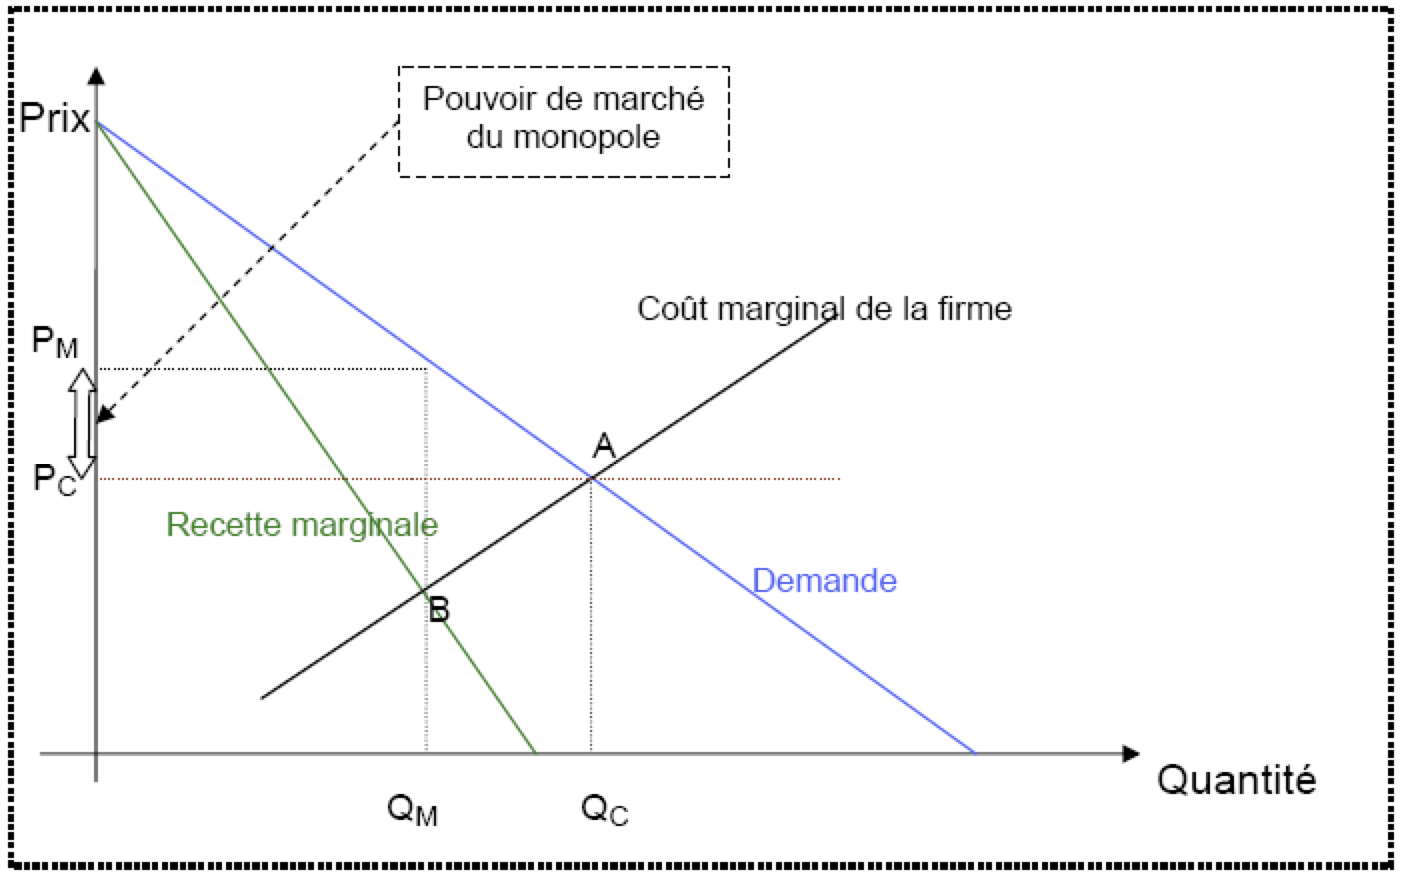 Pouvoir de marché
du monopole
Prix
Coût marginal de la firme
PM
A
PC
Recette marginale
Demande
B
Quantité
QM
QC